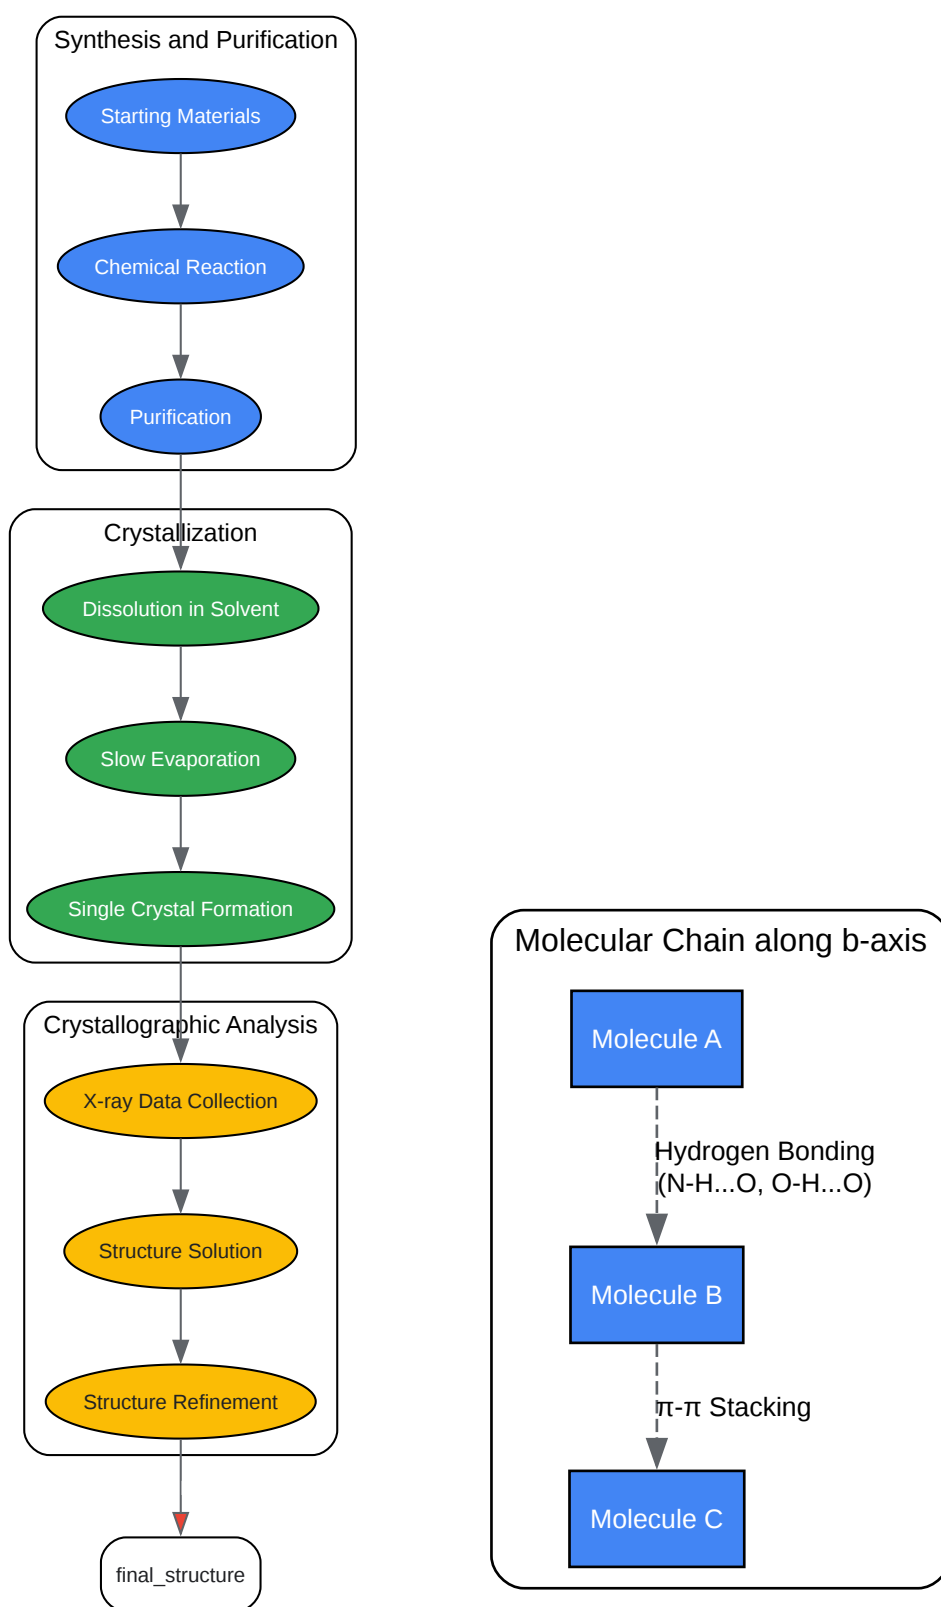 Synthesis and Purification
Starting Materials
Chemical Reaction
Purification
Crystallization
Dissolution in Solvent
Slow Evaporation
Single Crystal Formation
Crystallographic Analysis
X-ray Data Collection
Structure Solution
Structure Refinement
final_structure
Molecular Chain along b-axis
Molecule A
Hydrogen Bonding
(N-H...O, O-H...O)
Molecule B
π-π Stacking
Molecule C